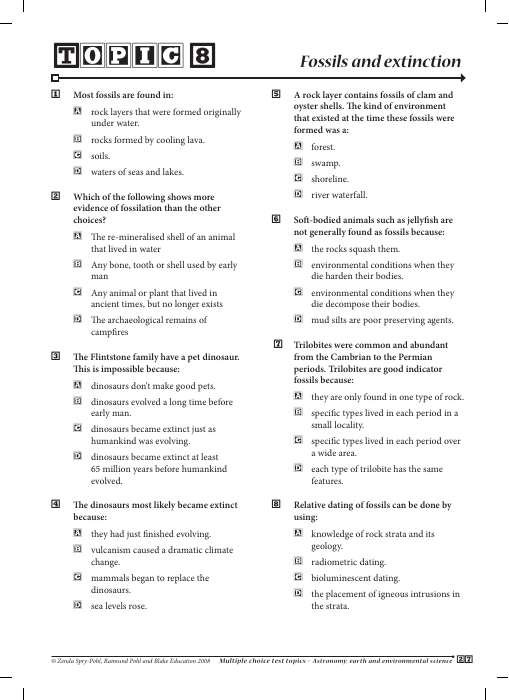 TOPIC 8
Fossils and extinction
1 Most fossils are found in:
A rock layers that were formed originally
under water.
B rocks formed by cooling lava.
C soils.
D waters of seas and lakes.
2 Which of the following shows more
evidence of fossilation than the other
choices?
A The re-mineralised shell of an animal
that lived in water
B Any bone, tooth or shell used by early
man
C Any animal or plant that lived in
ancient times, but no longer exists
D The archaeological remains of
campfires
3 The Flintstone family have a pet dinosaur.
This is impossible because:
A dinosaurs don't make good pets.
B dinosaurs evolved a long time before
early man.
C dinosaurs became extinct just as
humankind was evolving.
D dinosaurs became extinct at least
65 million years before humankind
evolved.
4 The dinosaurs most likely became extinct
because:
A they had just finished evolving.
B vulcanism caused a dramatic climate
change.
C mammals began to replace the
dinosaurs.
D sea levels rose.
5 A rock layer contains fossils of clam and
oyster shells. The kind of environment
that existed at the time these fossils were
formed was a:
A forest.
B swamp.
C shoreline.
D river waterfall.
6 Soft-bodied animals such as jellyfish are
not generally found as fossils because:
A the rocks squash them.
B environmental conditions when they
die harden their bodies.
C environmental conditions when they
die decompose their bodies.
D mud silts are poor preserving agents.
7 Trilobites were common and abundant
from the Cambrian to the Permian
periods. Trilobites are good indicator
fossils because:
A they are only found in one type of rock.
B specific types lived in each period in a
small locality.
C specific types lived in each period over
a wide area.
D each type of trilobite has the same
features.
8 Relative dating of fossils can be done by
using:
A knowledge of rock strata and its
geology.
B radiometric dating.
C bioluminescent dating.
D the placement of igneous intrusions in
the strata.
© Zenda Spry-Pohl, Raimund Pohl and Blake Education 2008 Multiple choice test topics – Astronomy, earth and environmental science 27